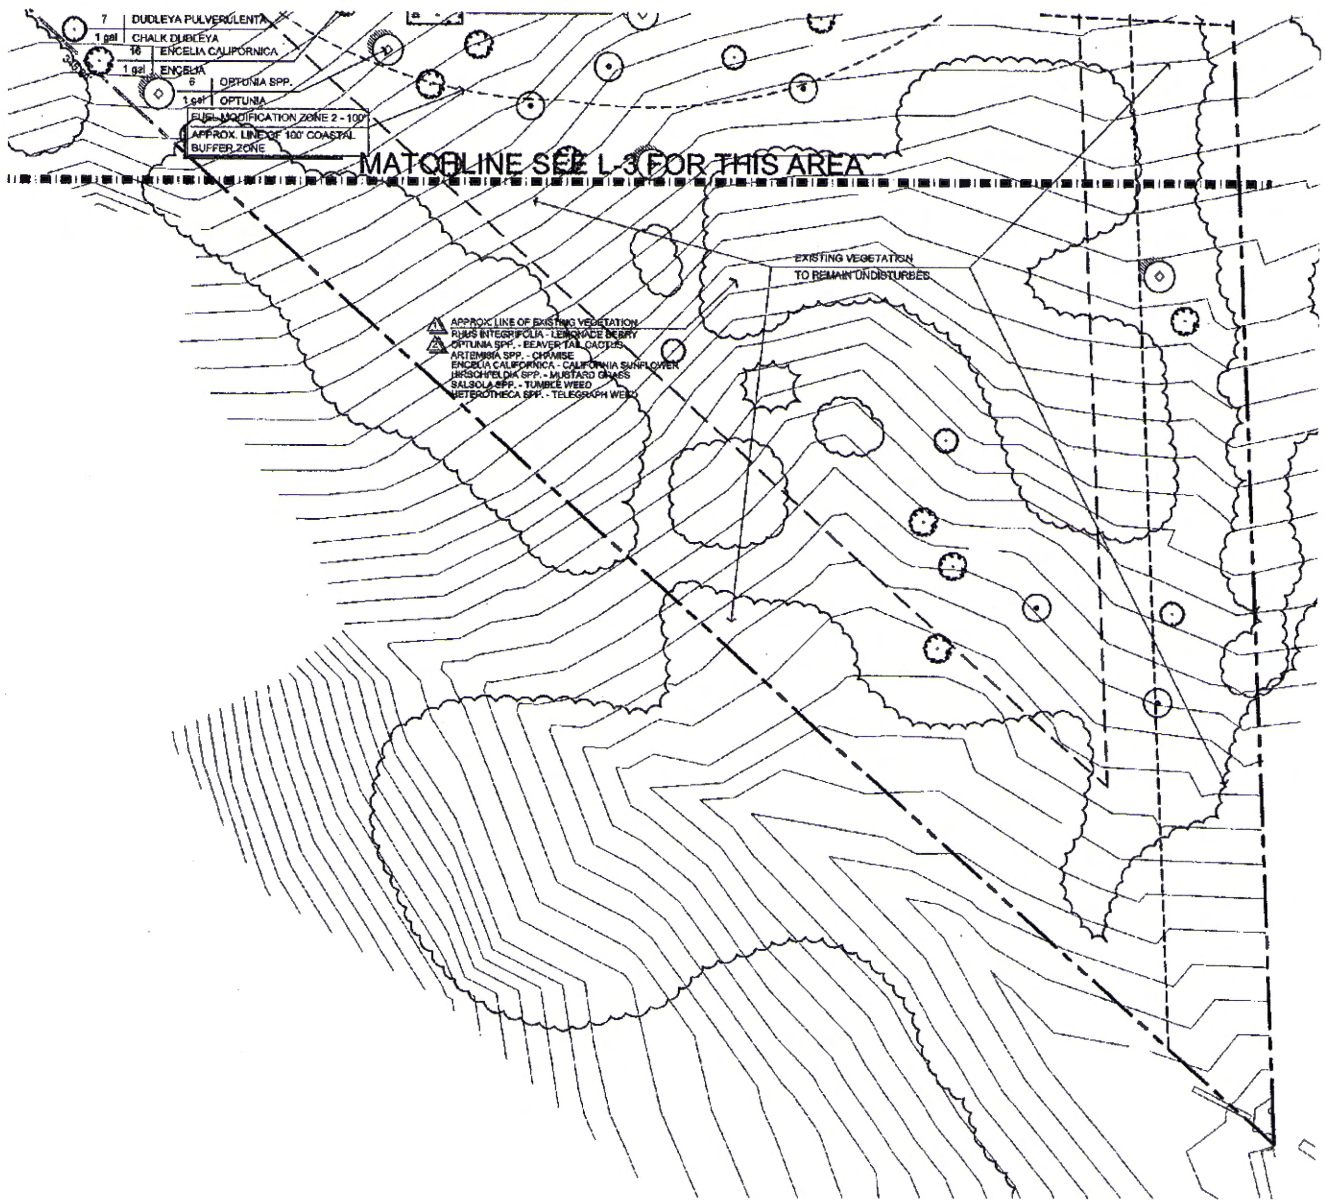 7 DUDLEYA PULVERULENTA
1 gal CHALK DUDLEYA
16 ENCELIA CALIFORNICA
1 gal ENCELIA
6 OPTUNIA SPP.
1 gal OPTUNIA
FUEL MODIFICATION ZONE 2 - 100'
APPROX. LINE OF 100' COASTAL
BUFFER ZONE
MATCHLINE SEE L-3 FOR THIS AREA
EXISTING VEGETATION
TO REMAIN UNDISTURBED
1 APPROX. LINE OF EXISTING VEGETATION
RHUS INTEGRIFOLIA - LEMONADE BERRY
2 OPTUNIA SPP. - BEAVER TAIL CACTUS
ARTEMISIA SPP. - CHAMISE
ENCELIA CALIFORNICA - CALIFORNIA SUNFLOWER
HIRSCHFELDIA SPP. - MUSTARD GRASS
SALSOLA SPP. - TUMBLE WEED
HETEROTHECA SPP. - TELEGRAPH WEED